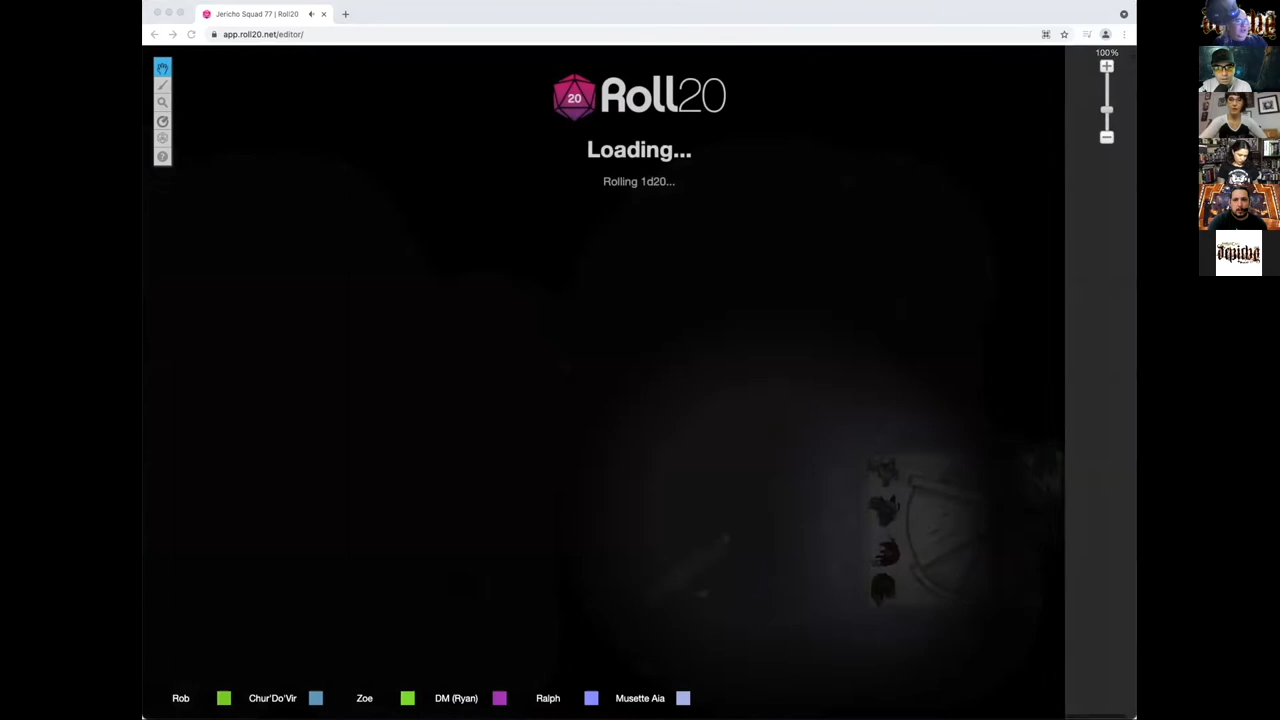 Jericho Squad 77 | Roll20
app.roll20.net/editor/
100%
20
Roll20
Loading...
Rolling 1d20...
Rob
Chur'Do'Vir
Zoe
DM (Ryan)
Ralph
Musette Aia